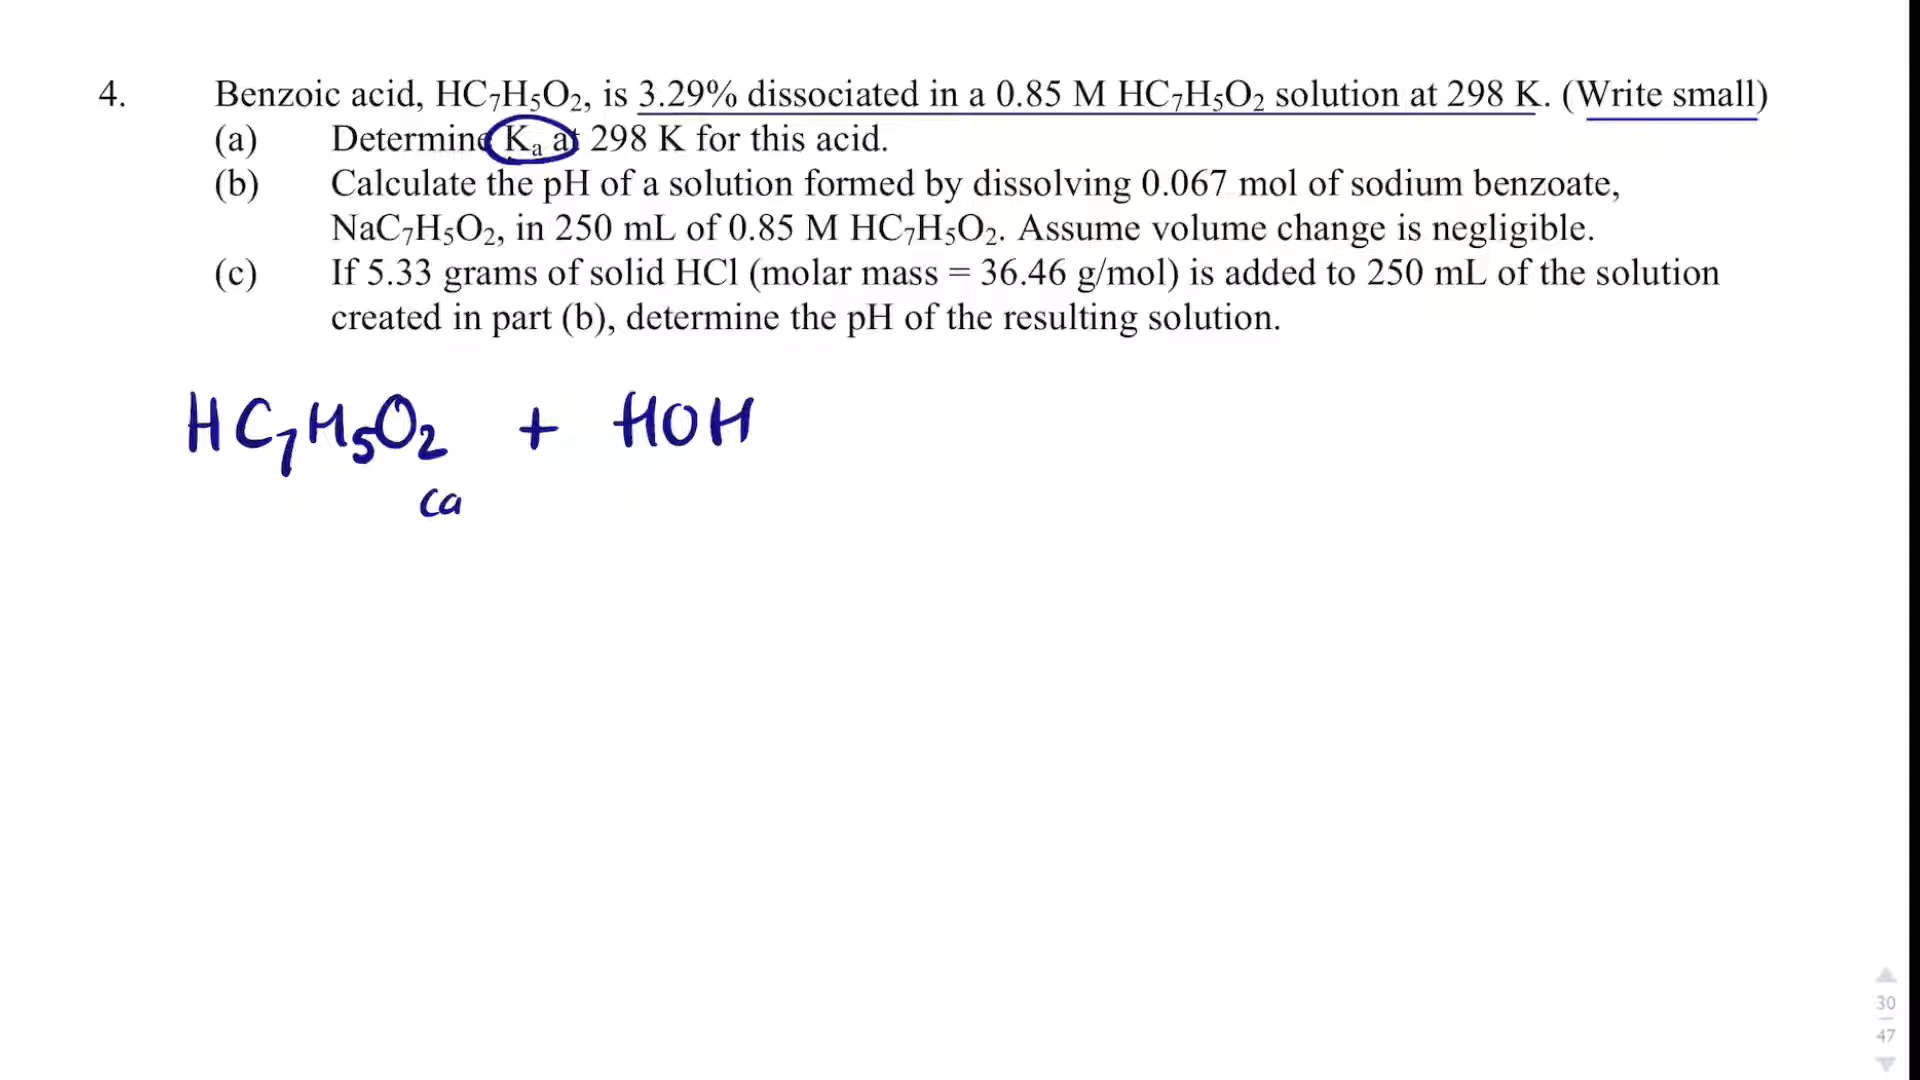 4. Benzoic acid, HC₇H₅O₂, is 3.29% dissociated in a 0.85 M HC₇H₅O₂ solution at 298 K. (Write small)
(a) Determine Kₐ at 298 K for this acid.
(b) Calculate the pH of a solution formed by dissolving 0.067 mol of sodium benzoate,
NaC₇H₅O₂, in 250 mL of 0.85 M HC₇H₅O₂. Assume volume change is negligible.
(c) If 5.33 grams of solid HCl (molar mass = 36.46 g/mol) is added to 250 mL of the solution
created in part (b), determine the pH of the resulting solution.
HC₇H₅O₂ + HOH
ca
30
47